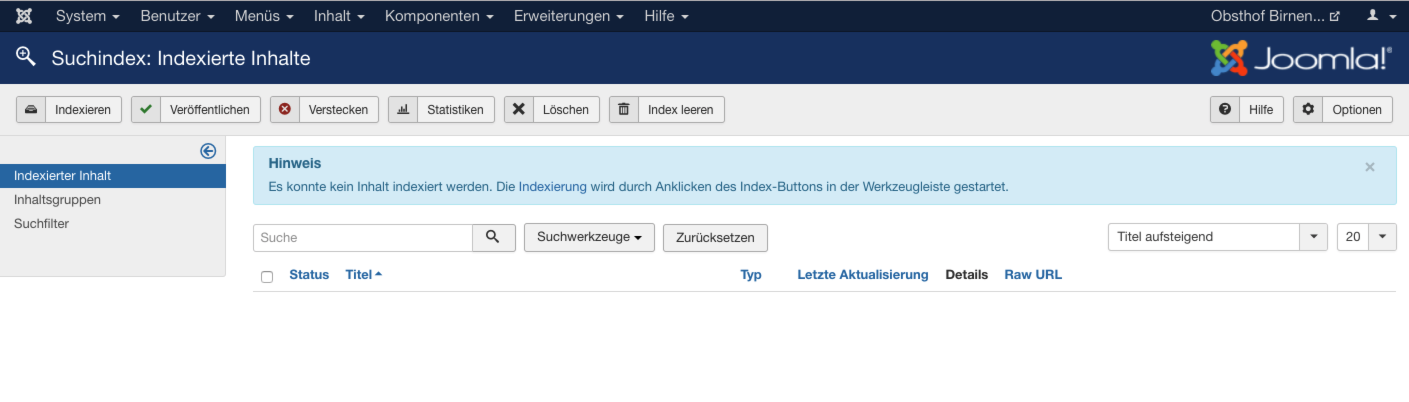 System Benutzer Menüs Inhalt Komponenten Erweiterungen Hilfe Obsthof Birnen...
Suchindex: Indexierte Inhalte Joomla!®
Indexieren Veröffentlichen Verstecken Statistiken Löschen Index leeren Hilfe Optionen
Indexierter Inhalt
Inhaltsgruppen
Suchfilter
Hinweis ×
Es konnte kein Inhalt indexiert werden. Die Indexierung wird durch Anklicken des Index-Buttons in der Werkzeugleiste gestartet.
Suche Suchwerkzeuge Zurücksetzen Titel aufsteigend 20
Status Titel Typ Letzte Aktualisierung Details Raw URL